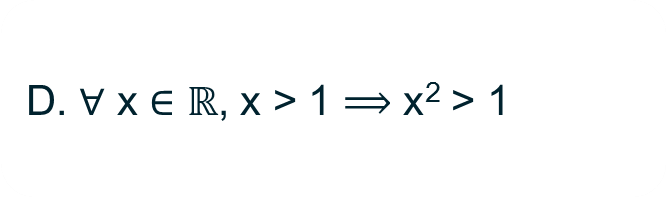 D. ∀ x ∈ ℝ, x > 1 ⟹ x² > 1